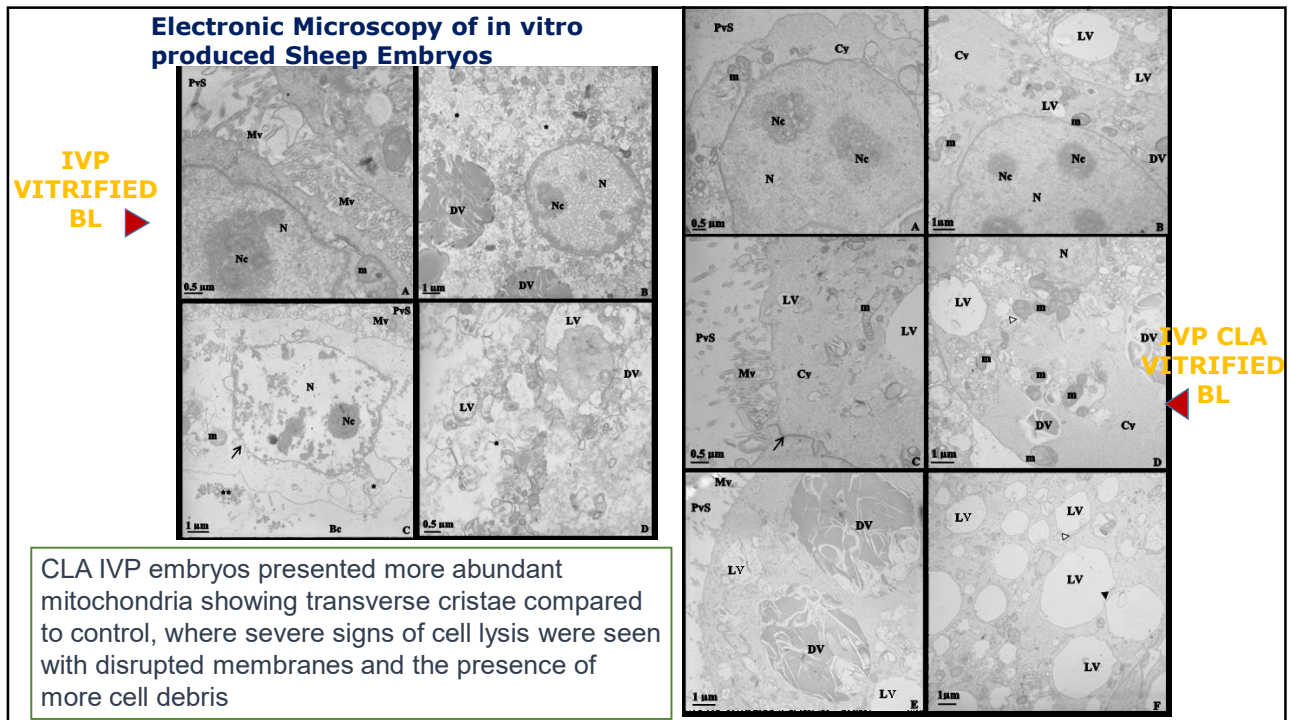 Electronic Microscopy of in vitro
produced Sheep Embryos
IVP
VITRIFIED
BL
PvS
Mv
Mv
N
Nc
m
0.5 µm
A
*
*
N
Nc
DV
DV
1 µm
B
PvS
Mv
N
Nc
m
**
*
1 µm
Bc
C
LV
DV
LV
*
0.5 µm
D
PvS
Cy
m
Nc
Nc
N
0.5 µm
A
Cy
LV
LV
LV
m
m
Nc
DV
Nc
N
1µm
B
LV
m
PvS
LV
Mv
Cy
0.5 µm
C
N
LV
m
DV
m
m
m
DV
Cy
m
1 µm
D
Mv
PvS
DV
LV
DV
LV
1 µm
E
LV
LV
LV
LV
1µm
F
IVP CLA
VITRIFIED
BL
CLA IVP embryos presented more abundant
mitochondria showing transverse cristae compared
to control, where severe signs of cell lysis were seen
with disrupted membranes and the presence of
more cell debris